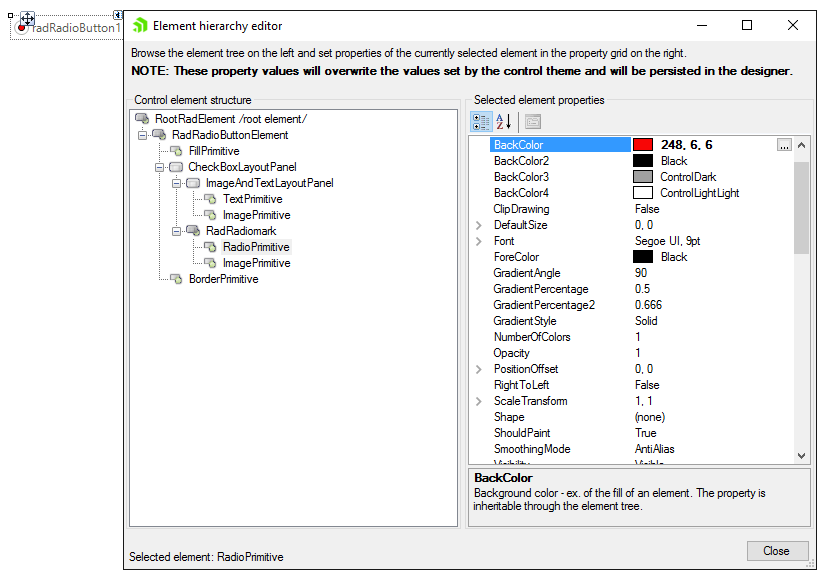 radRadioButton1
Element hierarchy editor
Browse the element tree on the left and set properties of the currently selected element in the property grid on the right.
NOTE: These property values will overwrite the values set by the control theme and will be persisted in the designer.
Control element structure
RootRadElement /root element/
RadRadioButtonElement
FillPrimitive
CheckBoxLayoutPanel
ImageAndTextLayoutPanel
TextPrimitive
ImagePrimitive
RadRadiomark
RadioPrimitive
ImagePrimitive
BorderPrimitive
Selected element properties
BackColor 248, 6, 6 ...
BackColor2 Black
BackColor3 ControlDark
BackColor4 ControlLightLight
ClipDrawing False
DefaultSize 0, 0
Font Segoe UI, 9pt
ForeColor Black
GradientAngle 90
GradientPercentage 0.5
GradientPercentage2 0.666
GradientStyle Solid
NumberOfColors 1
Opacity 1
PositionOffset 0, 0
RightToLeft False
ScaleTransform 1, 1
Shape (none)
ShouldPaint True
SmoothingMode AntiAlias
Visibility Visible
BackColor
Background color - ex. of the fill of an element. The property is
inheritable through the element tree.
Selected element: RadioPrimitive
Close